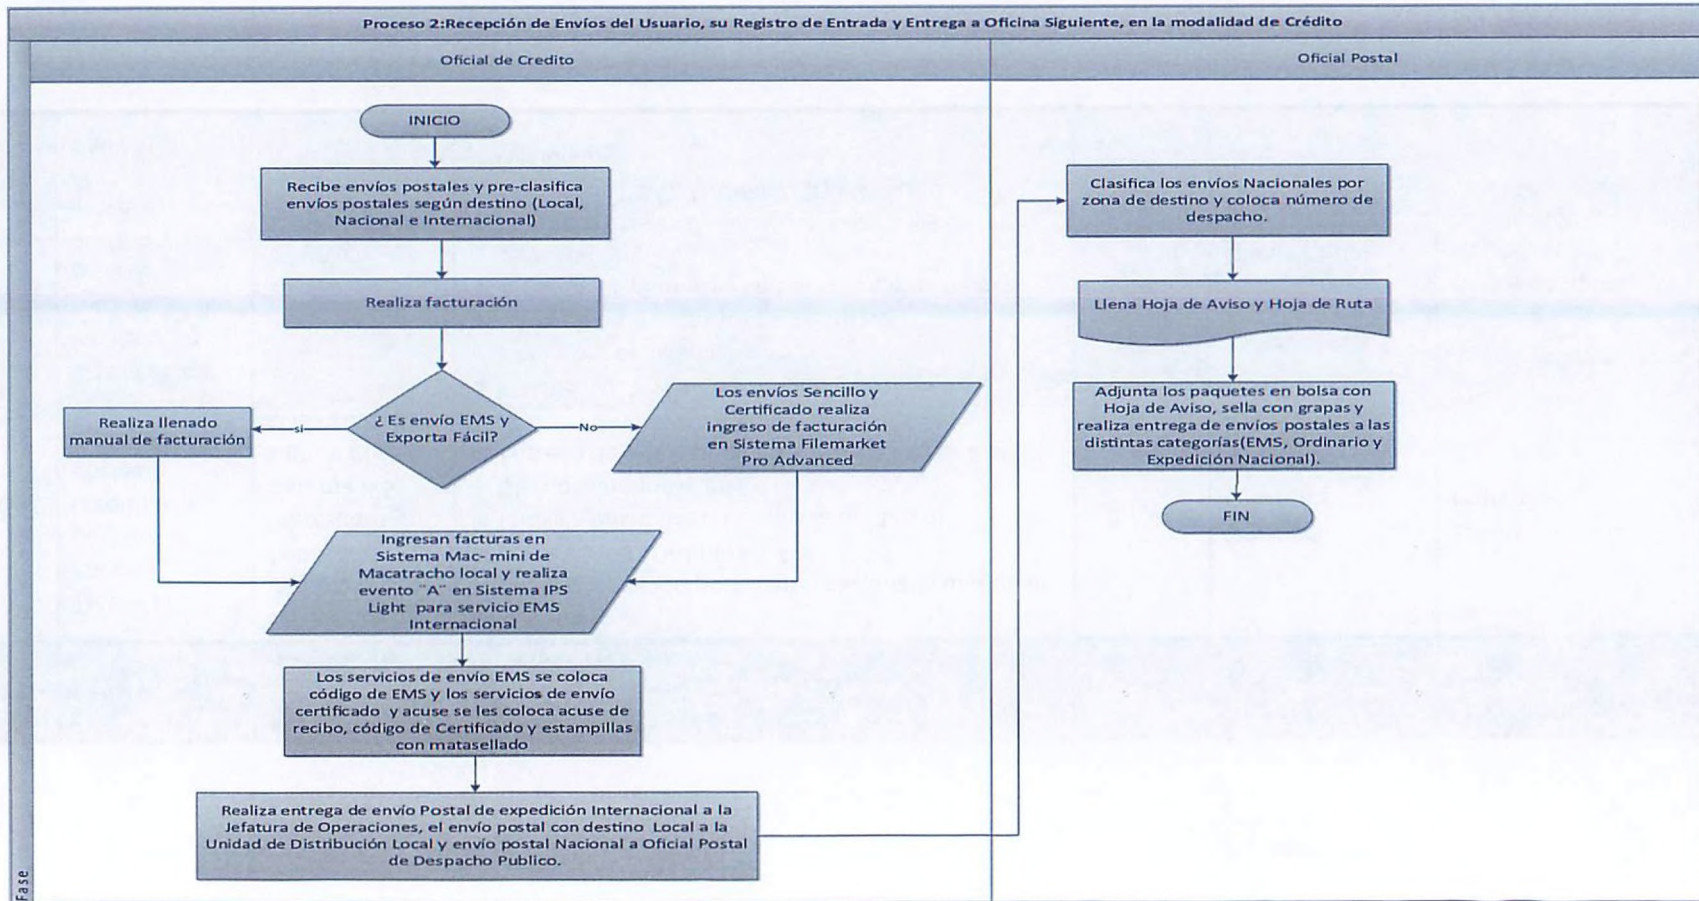 Proceso 2:Recepción de Envíos del Usuario, su Registro de Entrada y Entrega a Oficina Siguiente, en la modalidad de Crédito
Oficial de Credito
Oficial Postal
Fase
INICIO
Recibe envíos postales y pre-clasifica
envíos postales según destino (Local,
Nacional e Internacional)
Realiza facturación
¿ Es envío EMS y
Exporta Fácil?
si
No
Realiza llenado
manual de facturación
Los envíos Sencillo y
Certificado realiza
ingreso de facturación
en Sistema Filemarket
Pro Advanced
Ingresan facturas en
Sistema Mac- mini de
Macatracho local y realiza
evento ¨A¨ en Sistema IPS
Light para servicio EMS
Internacional
Los servicios de envío EMS se coloca
código de EMS y los servicios de envío
certificado y acuse se les coloca acuse de
recibo, código de Certificado y estampillas
con matasellado
Realiza entrega de envío Postal de expedición Internacional a la
Jefatura de Operaciones, el envío postal con destino Local a la
Unidad de Distribución Local y envío postal Nacional a Oficial Postal
de Despacho Publico.
Clasifica los envíos Nacionales por
zona de destino y coloca número de
despacho.
Llena Hoja de Aviso y Hoja de Ruta
Adjunta los paquetes en bolsa con
Hoja de Aviso, sella con grapas y
realiza entrega de envíos postales a las
distintas categorías(EMS, Ordinario y
Expedición Nacional).
FIN